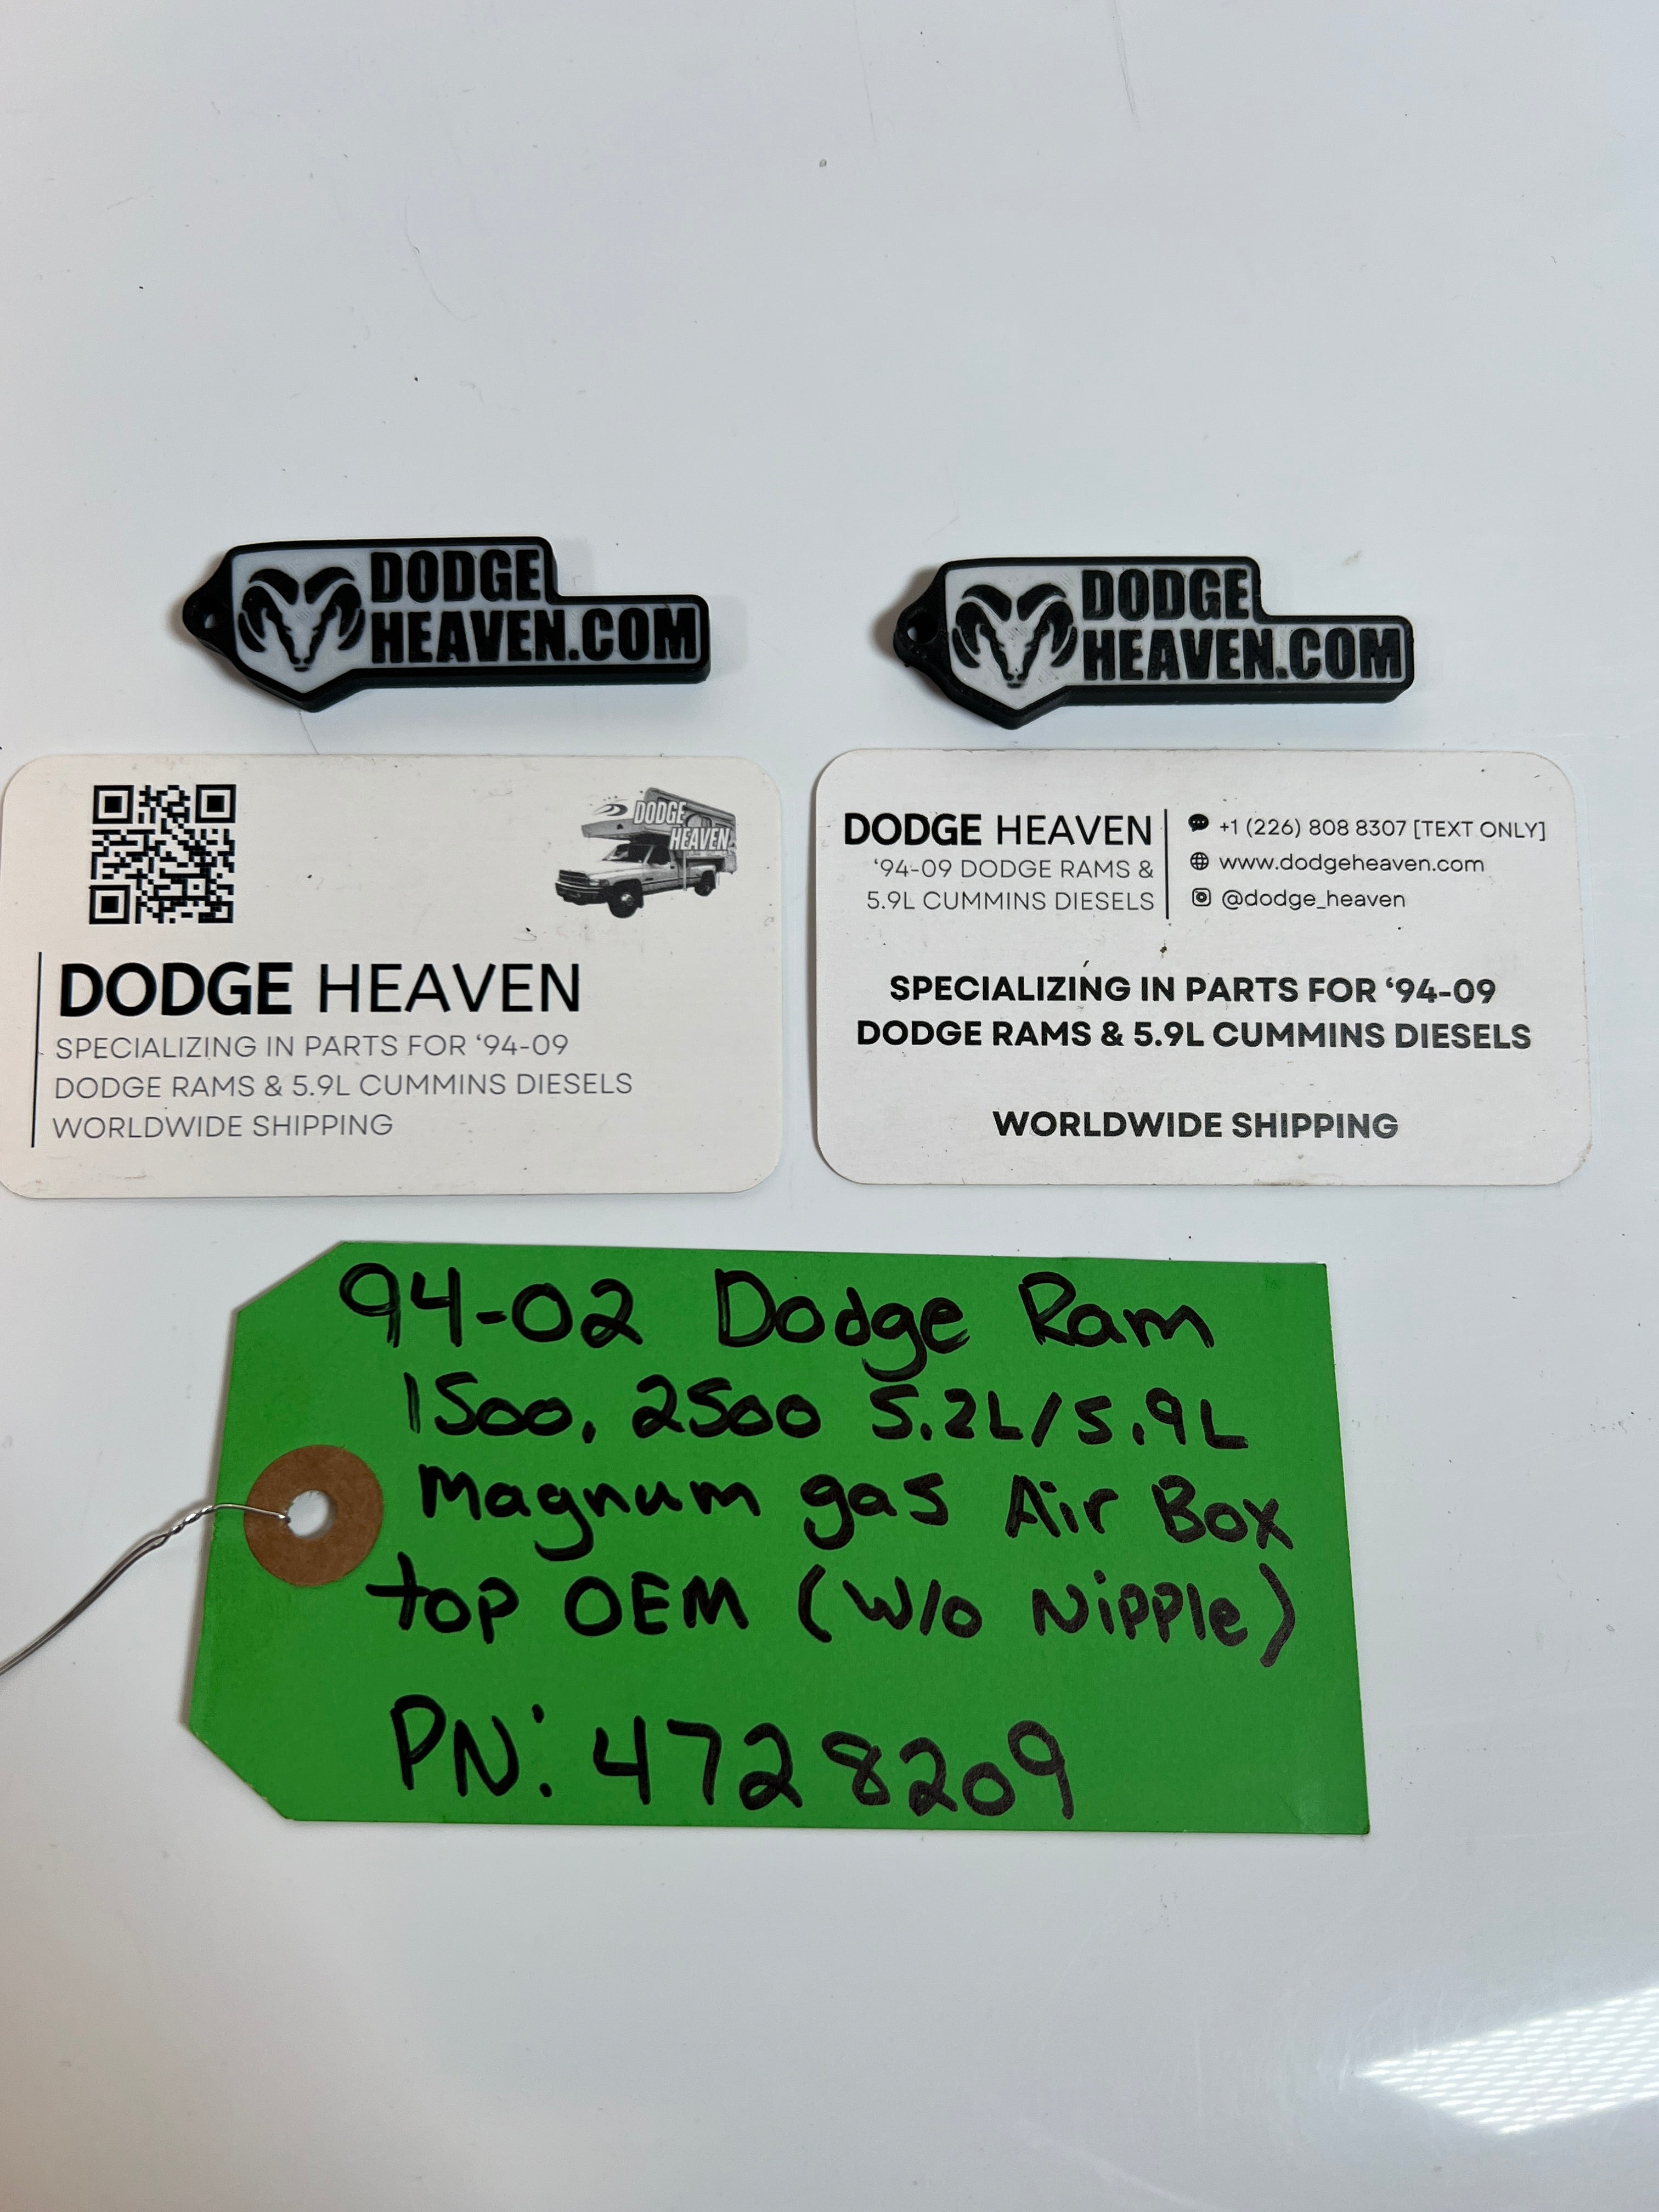 DODGE
HEAVEN.COM
DODGE
HEAVEN.COM
DODGE
HEAVEN
DODGE HEAVEN
SPECIALIZING IN PARTS FOR ‘94-09
DODGE RAMS & 5.9L CUMMINS DIESELS
WORLDWIDE SHIPPING
DODGE HEAVEN
‘94-09 DODGE RAMS &
5.9L CUMMINS DIESELS
+1 (226) 808 8307 [TEXT ONLY]
www.dodgeheaven.com
@dodge_heaven
SPECIALIZING IN PARTS FOR ‘94-09
DODGE RAMS & 5.9L CUMMINS DIESELS
WORLDWIDE SHIPPING
94-02 Dodge Ram
1500, 2500 5.2L/5.9L
Magnum gas Air Box
top OEM (W/o Nipple)
PN: 4728209